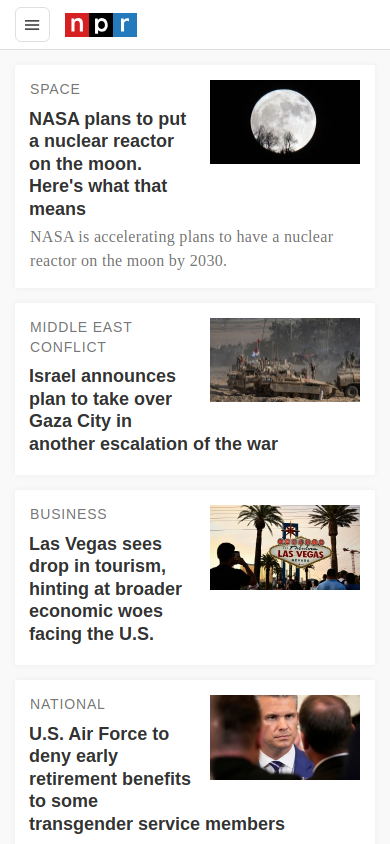 npr
SPACE
NASA plans to put
a nuclear reactor
on the moon.
Here's what that
means
NASA is accelerating plans to have a nuclear
reactor on the moon by 2030.
MIDDLE EAST
CONFLICT
Israel announces
plan to take over
Gaza City in
another escalation of the war
BUSINESS
Las Vegas sees
drop in tourism,
hinting at broader
economic woes
facing the U.S.
WELCOME
To Fabulous
LAS VEGAS
NEVADA
NATIONAL
U.S. Air Force to
deny early
retirement benefits
to some
transgender service members